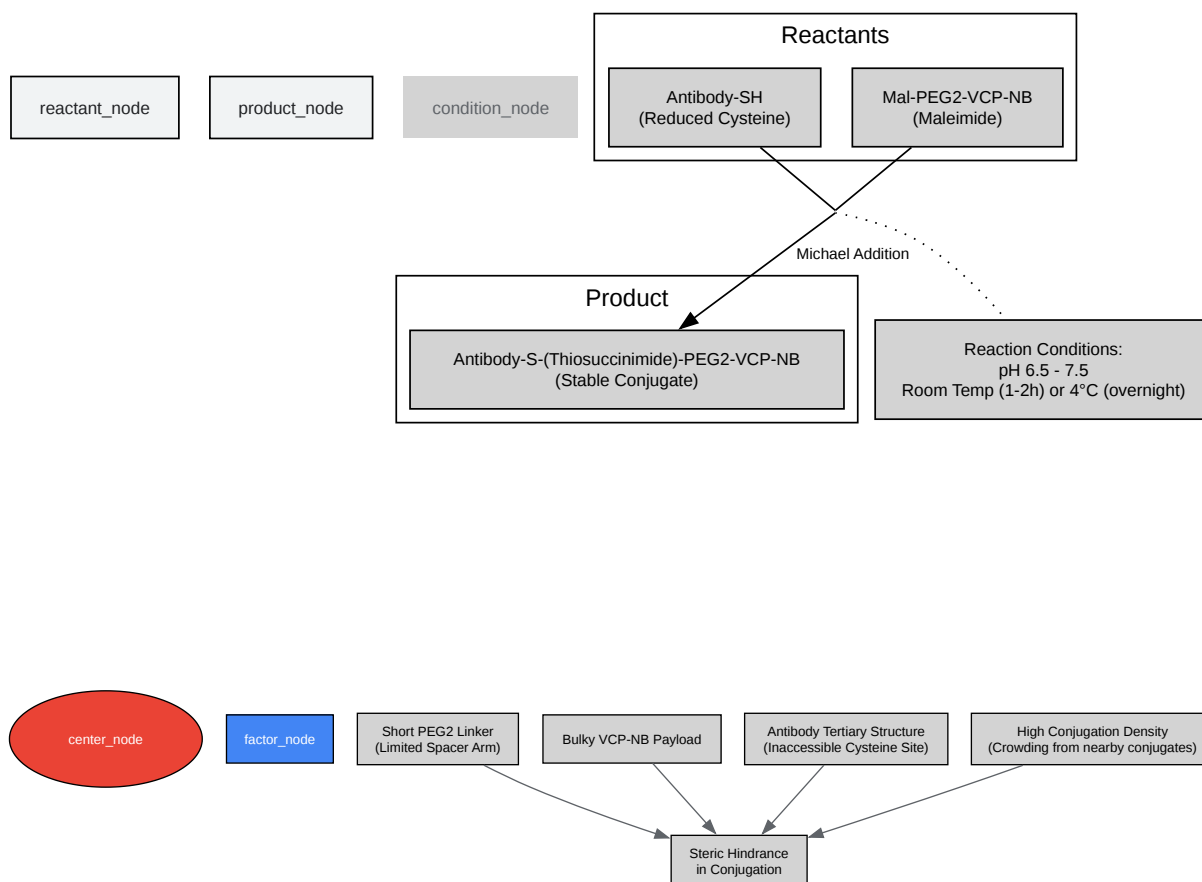 Reactants
reactant_node
product_node
condition_node
Antibody-SH
(Reduced Cysteine)
Mal-PEG2-VCP-NB
(Maleimide)
Michael Addition
Product
Antibody-S-(Thiosuccinimide)-PEG2-VCP-NB
(Stable Conjugate)
Reaction Conditions:
pH 6.5 - 7.5
Room Temp (1-2h) or 4°C (overnight)
center_node
factor_node
Short PEG2 Linker
(Limited Spacer Arm)
Bulky VCP-NB Payload
Antibody Tertiary Structure
(Inaccessible Cysteine Site)
High Conjugation Density
(Crowding from nearby conjugates)
Steric Hindrance
in Conjugation